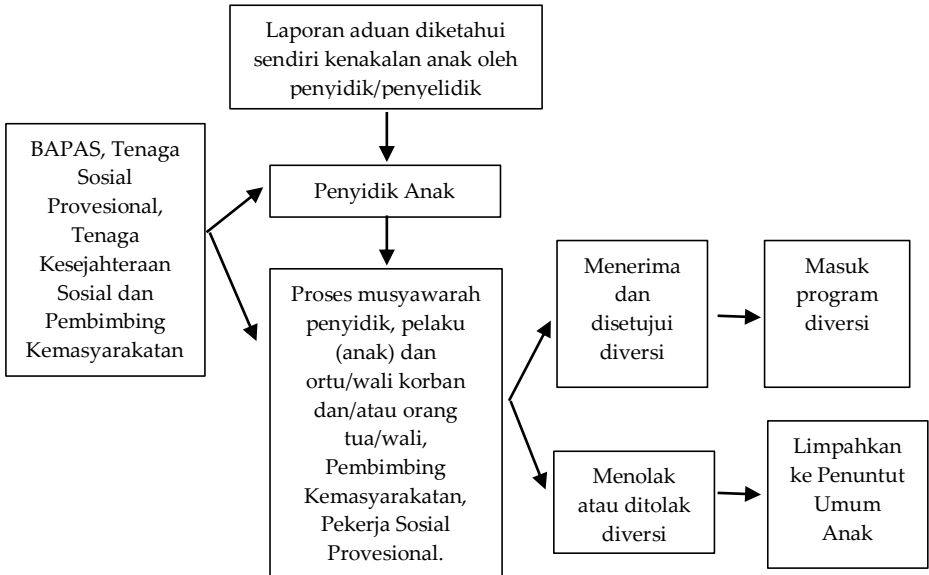 Laporan aduan diketahui
sendiri kenakalan anak oleh
penyidik/penyelidik
BAPAS, Tenaga
Sosial
Provesional,
Tenaga
Kesejahteraan
Sosial dan
Pembimbing
Kemasyarakatan
Penyidik Anak
Proses musyawarah
penyidik, pelaku
(anak) dan
ortu/wali korban
dan/atau orang
tua/wali,
Pembimbing
Kemasyarakatan,
Pekerja Sosial
Provesional.
Menerima
dan
disetujui
diversi
Masuk
program
diversi
Menolak
atau ditolak
diversi
Limpahkan
ke Penuntut
Umum
Anak